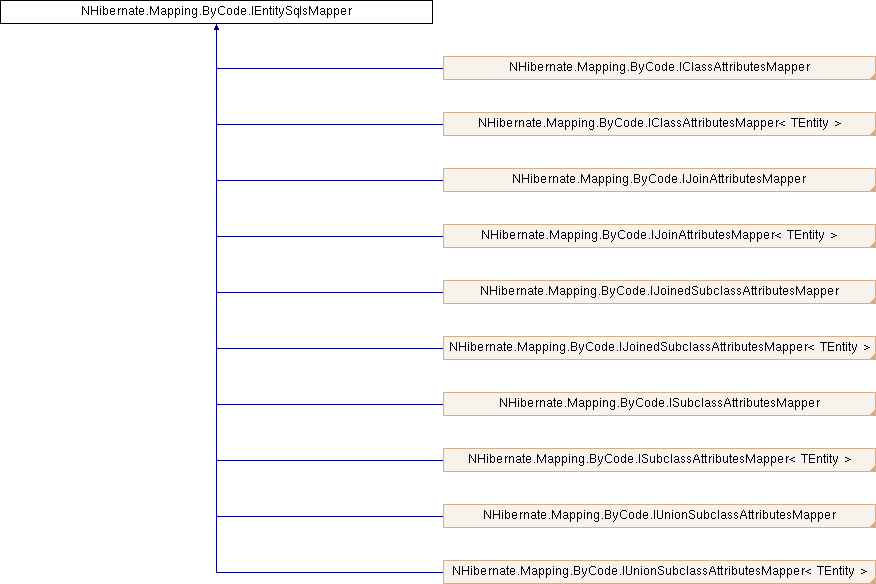 NHibernate.Mapping.ByCode.IEntitySqlsMapper
NHibernate.Mapping.ByCode.IClassAttributesMapper
NHibernate.Mapping.ByCode.IClassAttributesMapper< TEntity >
NHibernate.Mapping.ByCode.IJoinAttributesMapper
NHibernate.Mapping.ByCode.IJoinAttributesMapper< TEntity >
NHibernate.Mapping.ByCode.IJoinedSubclassAttributesMapper
NHibernate.Mapping.ByCode.IJoinedSubclassAttributesMapper< TEntity >
NHibernate.Mapping.ByCode.ISubclassAttributesMapper
NHibernate.Mapping.ByCode.ISubclassAttributesMapper< TEntity >
NHibernate.Mapping.ByCode.IUnionSubclassAttributesMapper
NHibernate.Mapping.ByCode.IUnionSubclassAttributesMapper< TEntity >